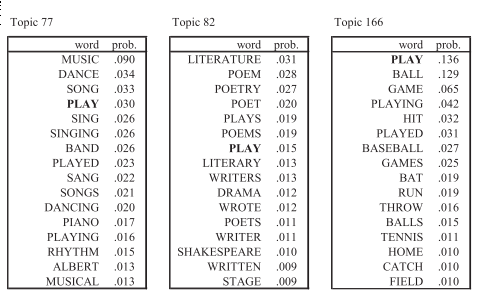 Topic 77
word prob.
MUSIC .090
DANCE .034
SONG .033
PLAY .030
SING .026
SINGING .026
BAND .026
PLAYED .023
SANG .022
SONGS .021
DANCING .020
PIANO .017
PLAYING .016
RHYTHM .015
ALBERT .013
MUSICAL .013
Topic 82
word prob.
LITERATURE .031
POEM .028
POETRY .027
POET .020
PLAYS .019
POEMS .019
PLAY .015
LITERARY .013
WRITERS .013
DRAMA .012
WROTE .012
POETS .011
WRITER .011
SHAKESPEARE .010
WRITTEN .009
STAGE .009
Topic 166
word prob.
PLAY .136
BALL .129
GAME .065
PLAYING .042
HIT .032
PLAYED .031
BASEBALL .027
GAMES .025
BAT .019
RUN .019
THROW .016
BALLS .015
TENNIS .011
HOME .010
CATCH .010
FIELD .010